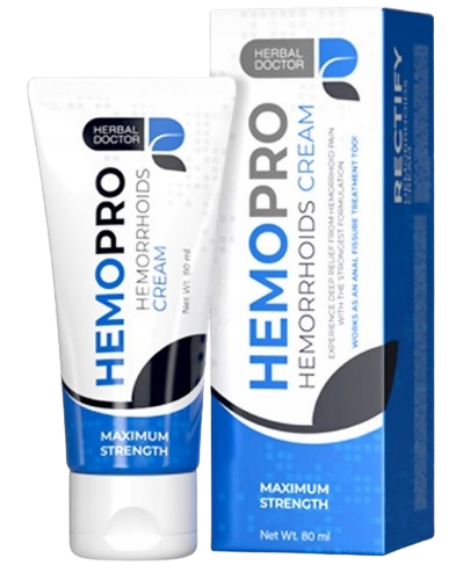 HERBAL
DOCTOR
HEMOPRO
HEMORRHOIDS
CREAM
Net Wt. 80 ml
MAXIMUM
STRENGTH
HERBAL
DOCTOR
HEMOPRO
HEMORRHOIDS CREAM
EXPERIENCE DEEP RELIEF FROM HEMORRHOID PAIN
WITH THE STRONGEST FORMULATION
WORKS AS AN ANAL FISSURE TREATMENT TOO!
MAXIMUM
STRENGTH
Net Wt. 80 ml
RECTIFY